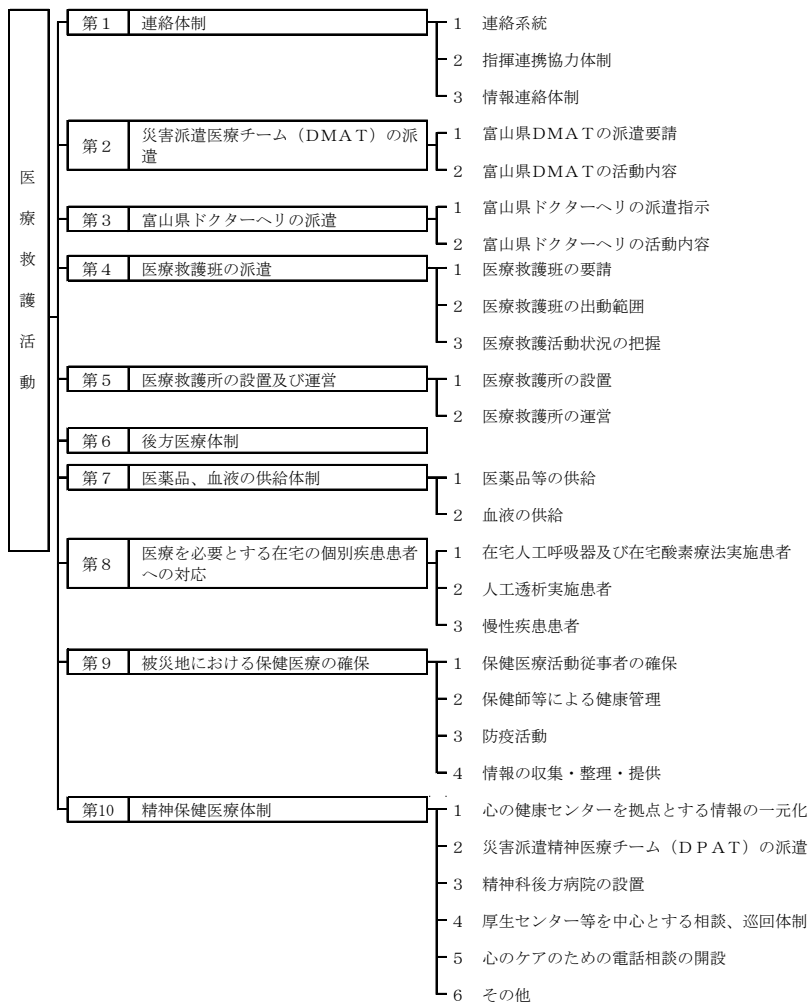 医療救護活動
第１ 連絡体制
1 連絡系統
2 指揮連携協力体制
3 情報連絡体制
第２ 災害派遣医療チーム（ＤＭＡＴ）の派
遣
1 富山県DMATの派遣要請
2 富山県DMATの活動内容
第３ 富山県ドクターヘリの派遣
1 富山県ドクターヘリの派遣指示
2 富山県ドクターヘリの活動内容
第４ 医療救護班の派遣
1 医療救護班の要請
2 医療救護班の出動範囲
3 医療救護活動状況の把握
第５ 医療救護所の設置及び運営
1 医療救護所の設置
2 医療救護所の運営
第６ 後方医療体制
第７ 医薬品、血液の供給体制
1 医薬品等の供給
2 血液の供給
第８ 医療を必要とする在宅の個別疾患患者
への対応
1 在宅人工呼吸器及び在宅酸素療法実施患者
2 人工透析実施患者
3 慢性疾患患者
第９ 被災地における保健医療の確保
1 保健医療活動従事者の確保
2 保健師等による健康管理
3 防疫活動
4 情報の収集・整理・提供
第10 精神保健医療体制
1 心の健康センターを拠点とする情報の一元化
2 災害派遣精神医療チーム（ＤＰＡＴ）の派遣
3 精神科後方病院の設置
4 厚生センター等を中心とする相談、巡回体制
5 心のケアのための電話相談の開設
6 その他